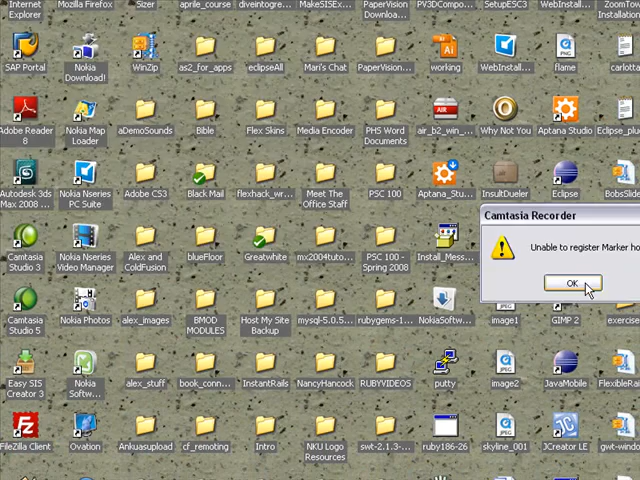 Internet Mozilla Firefox Sizer aprile_course diveintogre... MakeSISEx... PaperVision PV3DCompo... SetupESC3 WebInstall... ZoomTow
Explorer Downloa... Installation
SAP Portal Nokia Download! WinZip as2_for_apps eclipseAll Mari's Chat PaperVision... working WebInstall... flame carlotta
Adobe Reader 8 Nokia Map Loader aDemoSounds Bible Flex Skins Media Encoder PHS Word Documents air_b2_win_... Why Not You Aptana Studio Eclipse_plu
Autodesk 3ds Max 2008 ... Nokia Nseries PC Suite Adobe CS3 Black Mail flexhack_wr... Meet The Office Staff PSC 100 Aptana_Stu... InsultDueler Eclipse BobsSlide
Camtasia Recorder
Unable to register Marker ho
OK
Camtasia Studio 3 Nokia Nseries Video Manager Alex and ColdFusion blueFloor Greatwhite mx2004tuto... PSC 100 - Spring 2008 Install_Mess...
Camtasia Studio 5 Nokia Photos alex_images BMOD MODULES Host My Site Backup mysql-5.0.5... rubygems-1... NokiaSoftw... image1 GIMP 2 exercise
Easy SIS Creator 3 Nokia Softw... alex_stuff book_conn... InstantRails NancyHancock RUBYVIDEOS putty image2 JavaMobile FlexibleRai
FileZilla Client Ovation Ankuasupload cf_remoting Intro NKU Logo Resources swt-2.1.3-... ruby186-26 skyline_001 JCreator LE gwt-window